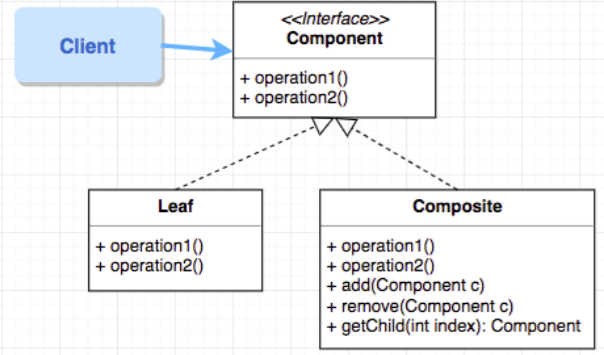 Client
<<Interface>>
Component
+ operation1()
+ operation2()
Leaf
+ operation1()
+ operation2()
Composite
+ operation1()
+ operation2()
+ add(Component c)
+ remove(Component c)
+ getChild(int index): Component